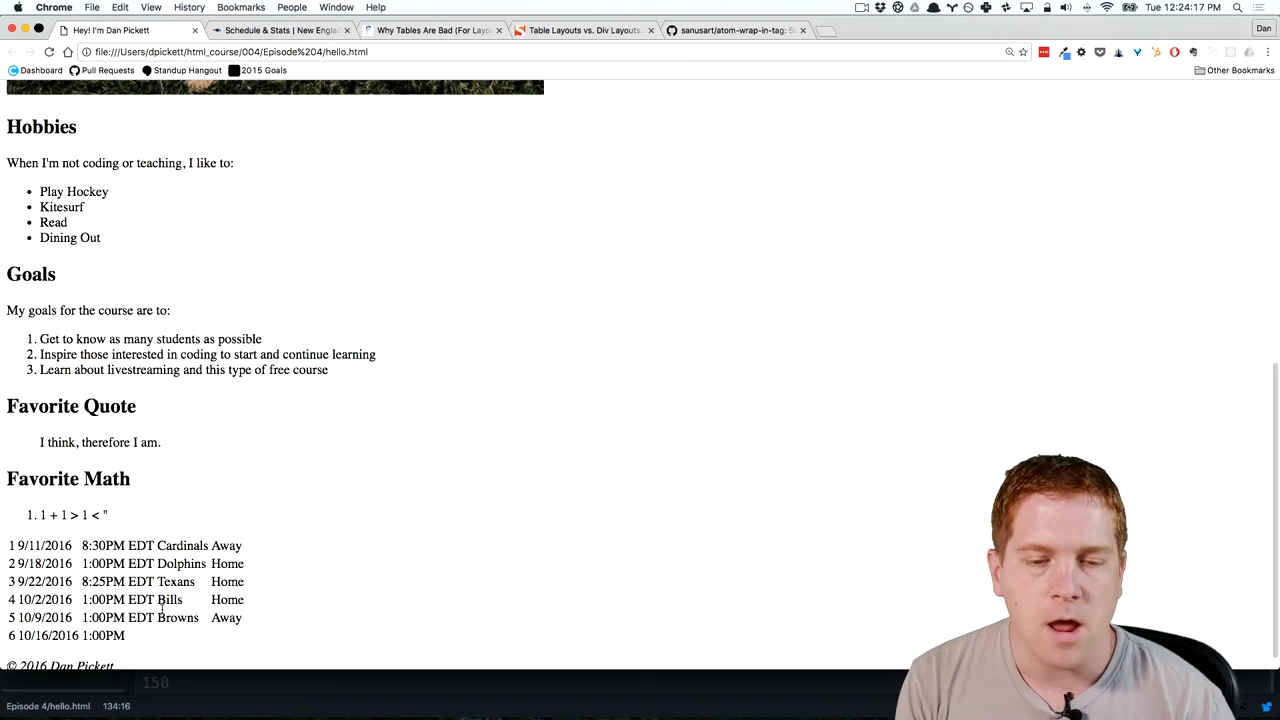 Chrome File Edit View History Bookmarks People Window Help Tue 12:24:17 PM
Hey! I'm Dan Pickett Schedule & Stats | New Engla Why Tables Are Bad (For Layo Table Layouts vs. Div Layouts. sanusart/atom-wrap-in-tag: S Dan
file:///Users/dpickett/html_course/004/Episode%204/hello.html
Dashboard Pull Requests Standup Hangout 2015 Goals Other Bookmarks
Hobbies
When I'm not coding or teaching, I like to:
• Play Hockey
• Kitesurf
• Read
• Dining Out
Goals
My goals for the course are to:
1. Get to know as many students as possible
2. Inspire those interested in coding to start and continue learning
3. Learn about livestreaming and this type of free course
Favorite Quote
I think, therefore I am.
Favorite Math
1. 1 + 1 > 1 < "
1 9/11/2016 8:30PM EDT Cardinals Away
2 9/18/2016 1:00PM EDT Dolphins Home
3 9/22/2016 8:25PM EDT Texans Home
4 10/2/2016 1:00PM EDT Bills Home
5 10/9/2016 1:00PM EDT Browns Away
6 10/16/2016 1:00PM
© 2016 Dan Pickett
150
Episode 4/hello.html 134:16